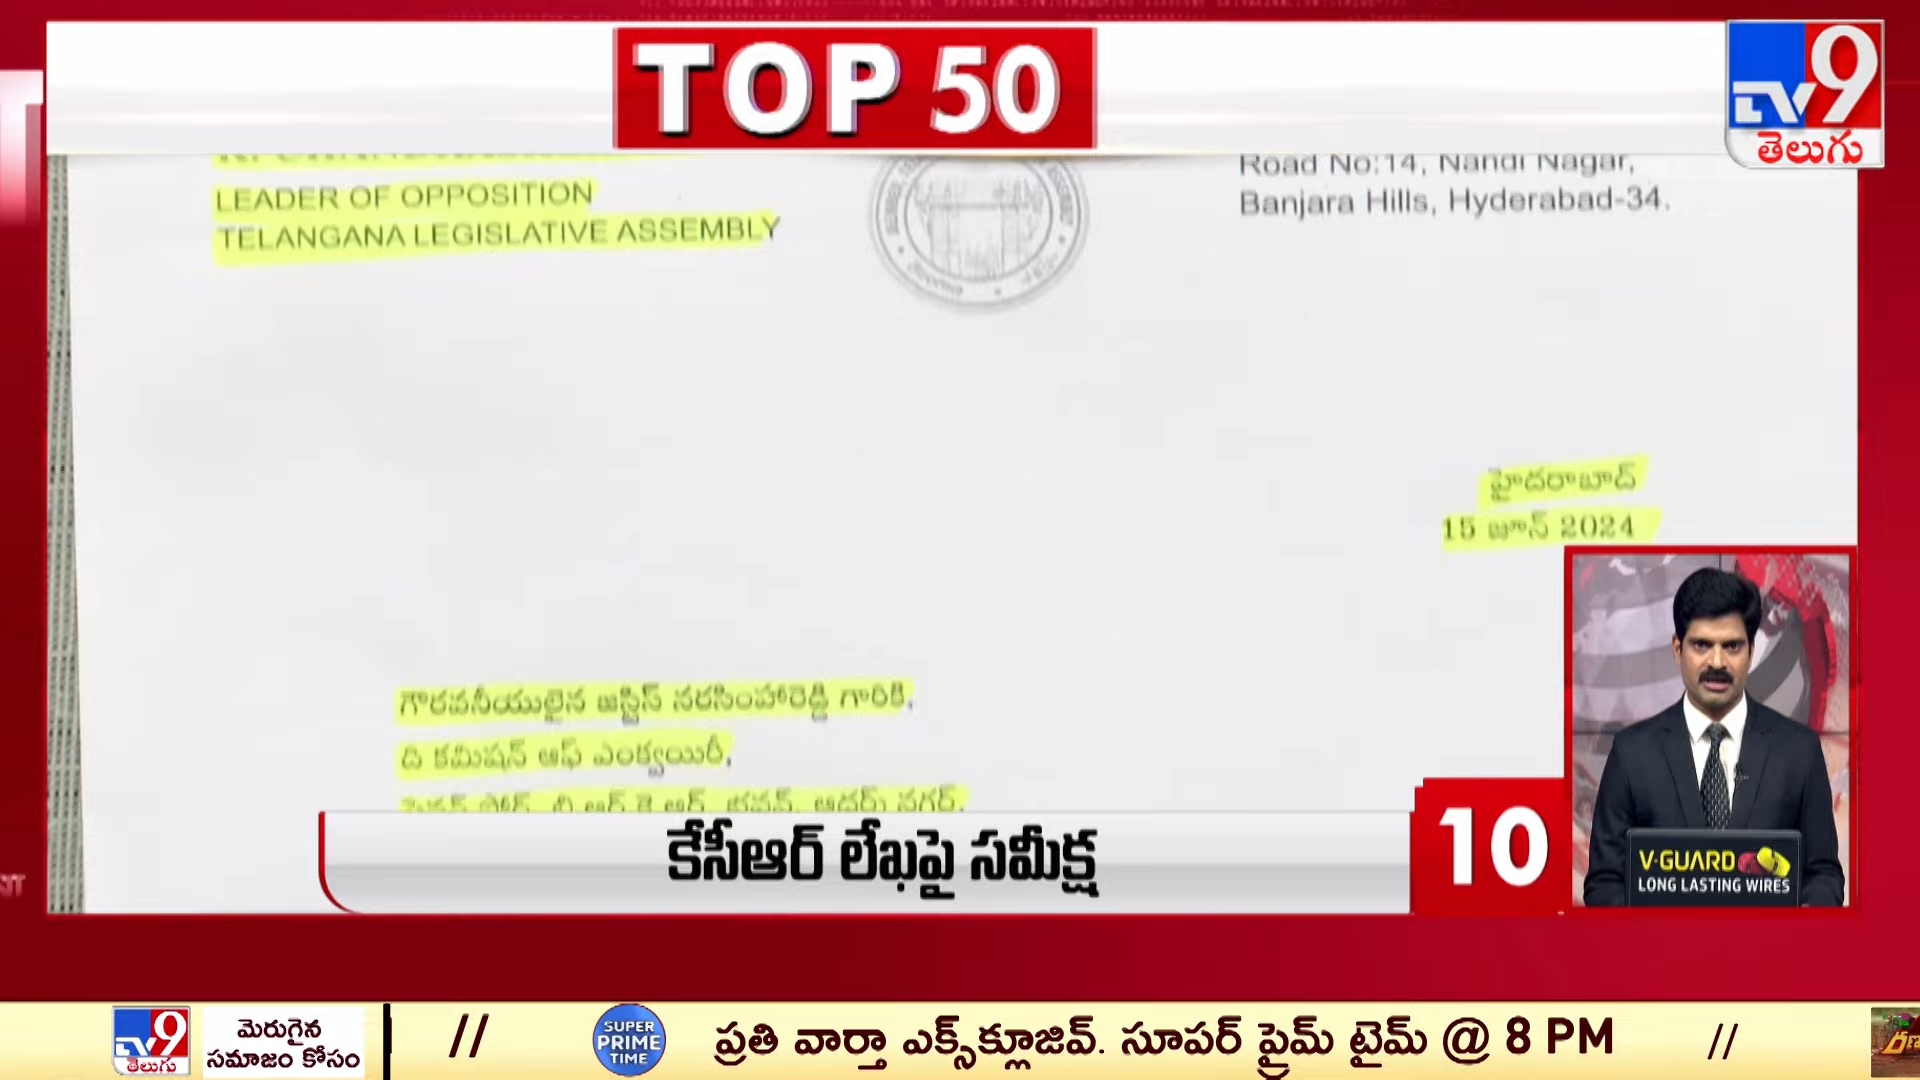 TOP 50
TV9
తెలుగు
LEADER OF OPPOSITION
TELANGANA LEGISLATIVE ASSEMBLY
Road No:14, Nandi Nagar,
Banjara Hills, Hyderabad-34.
హైదరాబాద్
15 జూన్ 2024
గౌరవనీయులైన జస్టిస్ నరసింహారెడ్డి గారికి,
ది కమిషన్ ఆఫ్ ఎంక్వయిరీ,
కేసీఆర్ లేఖపై సమీక్ష
10
V-GUARD
LONG LASTING WIRES
TV9
తెలుగు
మెరుగైన
సమాజం కోసం
//
SUPER
PRIME
TIME
ప్రతి వార్తా ఎక్స్‌క్లూజివ్. సూపర్ ప్రైమ్ టైమ్ @ 8 PM
//